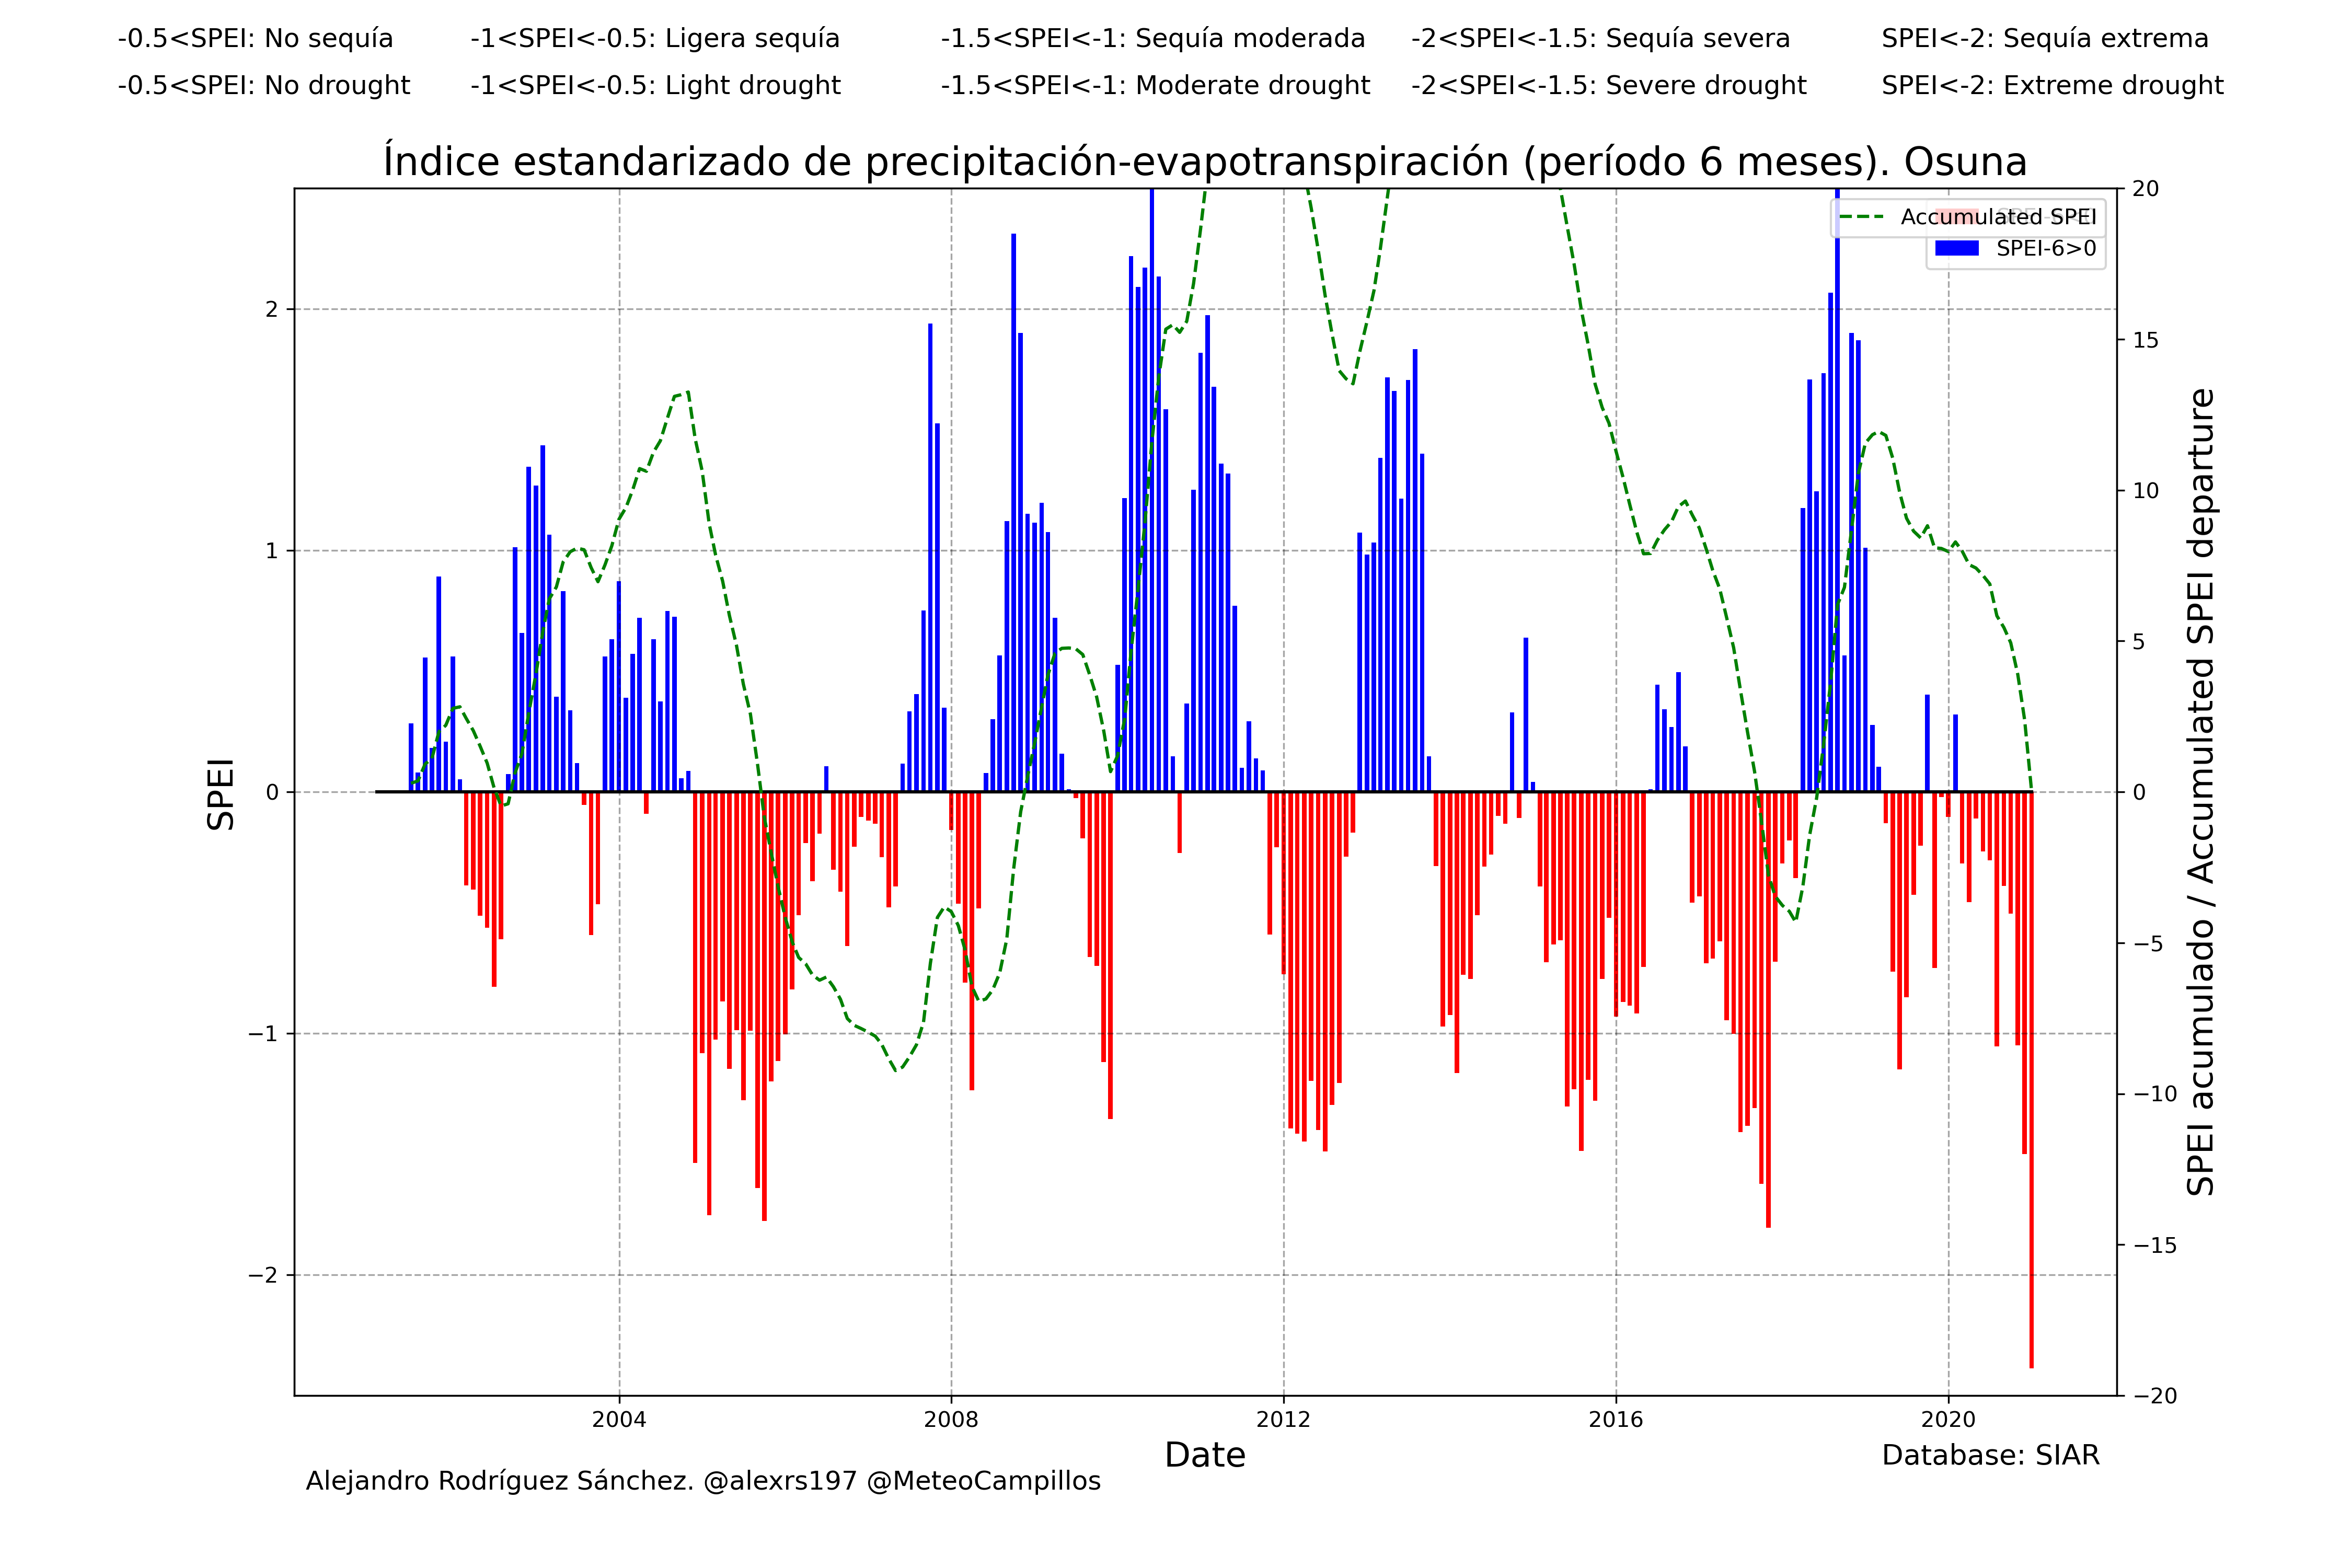 -0.5<SPEI: No sequía
-1<SPEI<-0.5: Ligera sequía
-1.5<SPEI<-1: Sequía moderada
-2<SPEI<-1.5: Sequía severa
SPEI<-2: Sequía extrema
-0.5<SPEI: No drought
-1<SPEI<-0.5: Light drought
-1.5<SPEI<-1: Moderate drought
-2<SPEI<-1.5: Severe drought
SPEI<-2: Extreme drought
Índice estandarizado de precipitación-evapotranspiración (período 6 meses). Osuna
Accumulated SPEI
SPEI-6>0
SPEI
2
1
0
−1
−2
20
15
10
5
0
−5
−10
−15
−20
SPEI acumulado / Accumulated SPEI departure
2004
2008
2012
2016
2020
Date
Database: SIAR
Alejandro Rodríguez Sánchez. @alexrs197 @MeteoCampillos